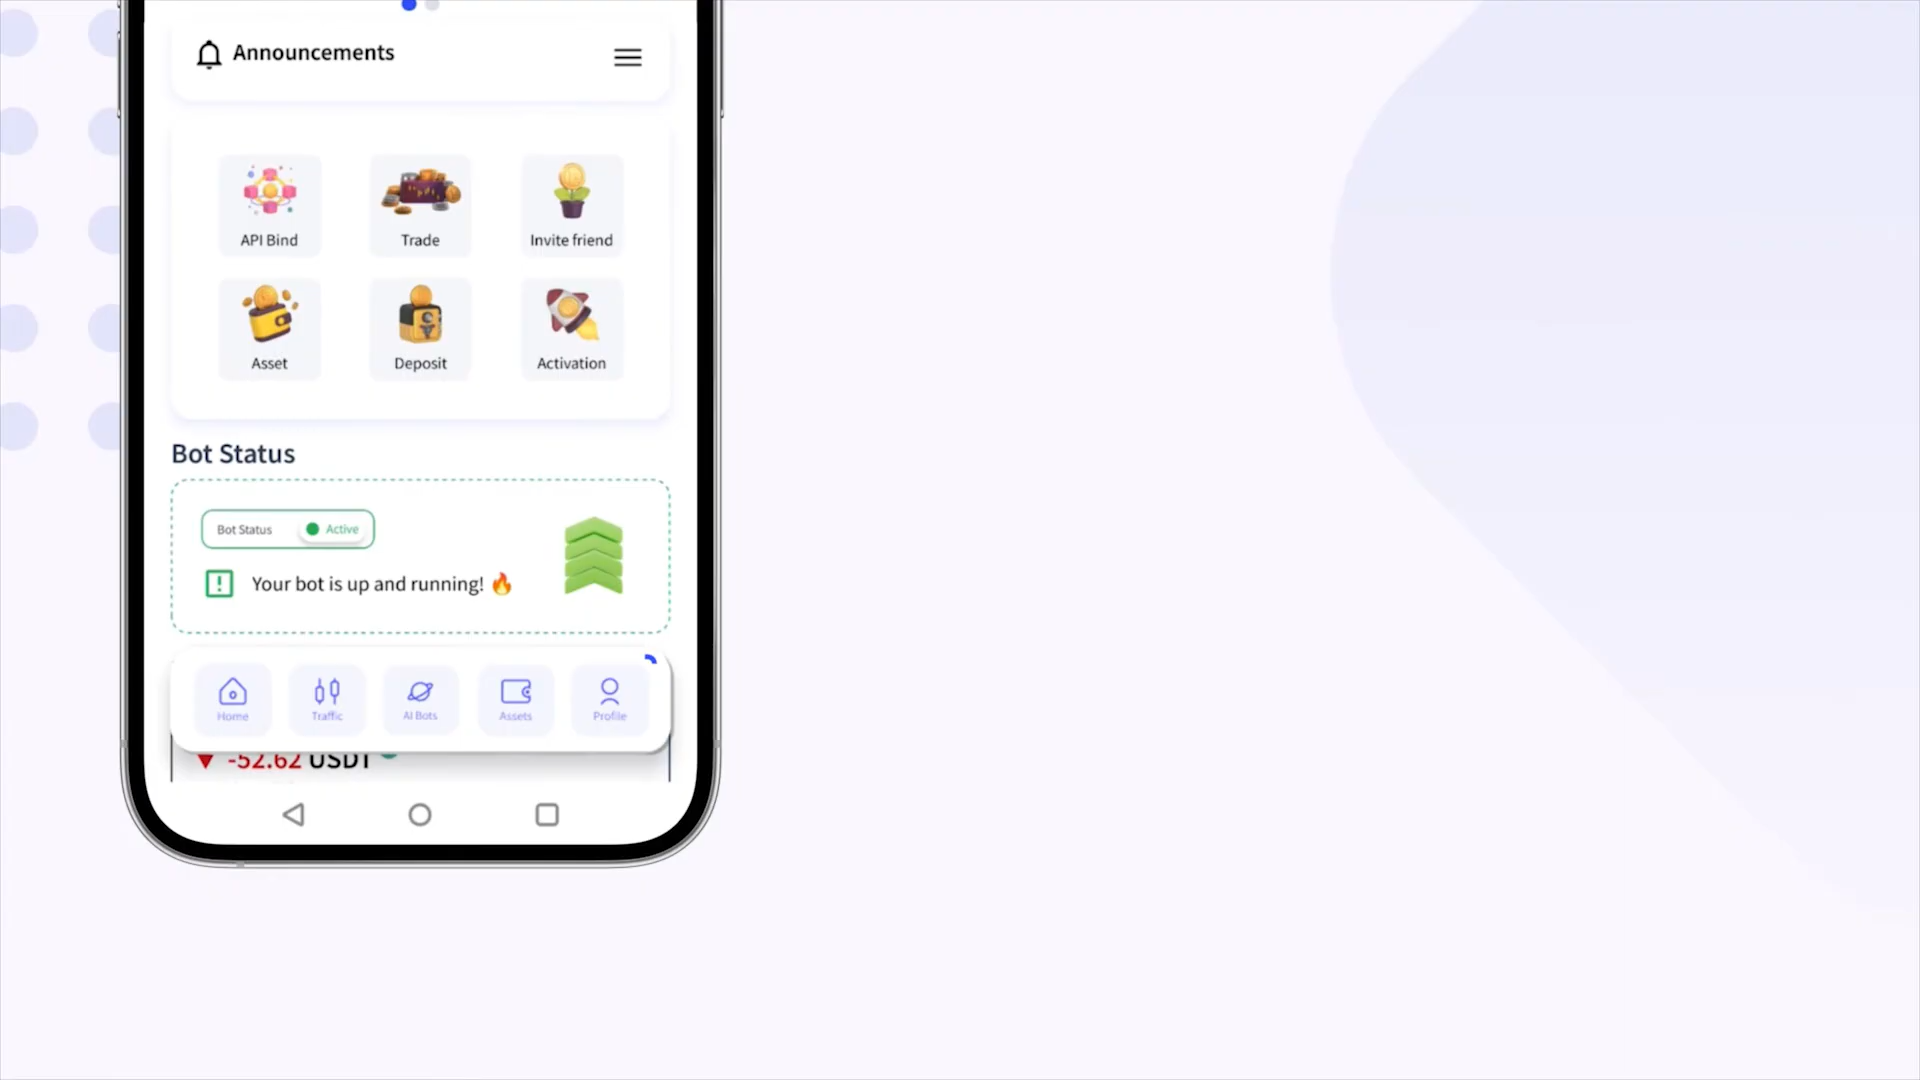 Announcements
API Bind
Trade
Invite friend
Asset
Deposit
Activation
Bot Status
Bot Status
Active
Your bot is up and running! 🔥
Home
Traffic
AI Bots
Assets
Profile
-52.62 USDT